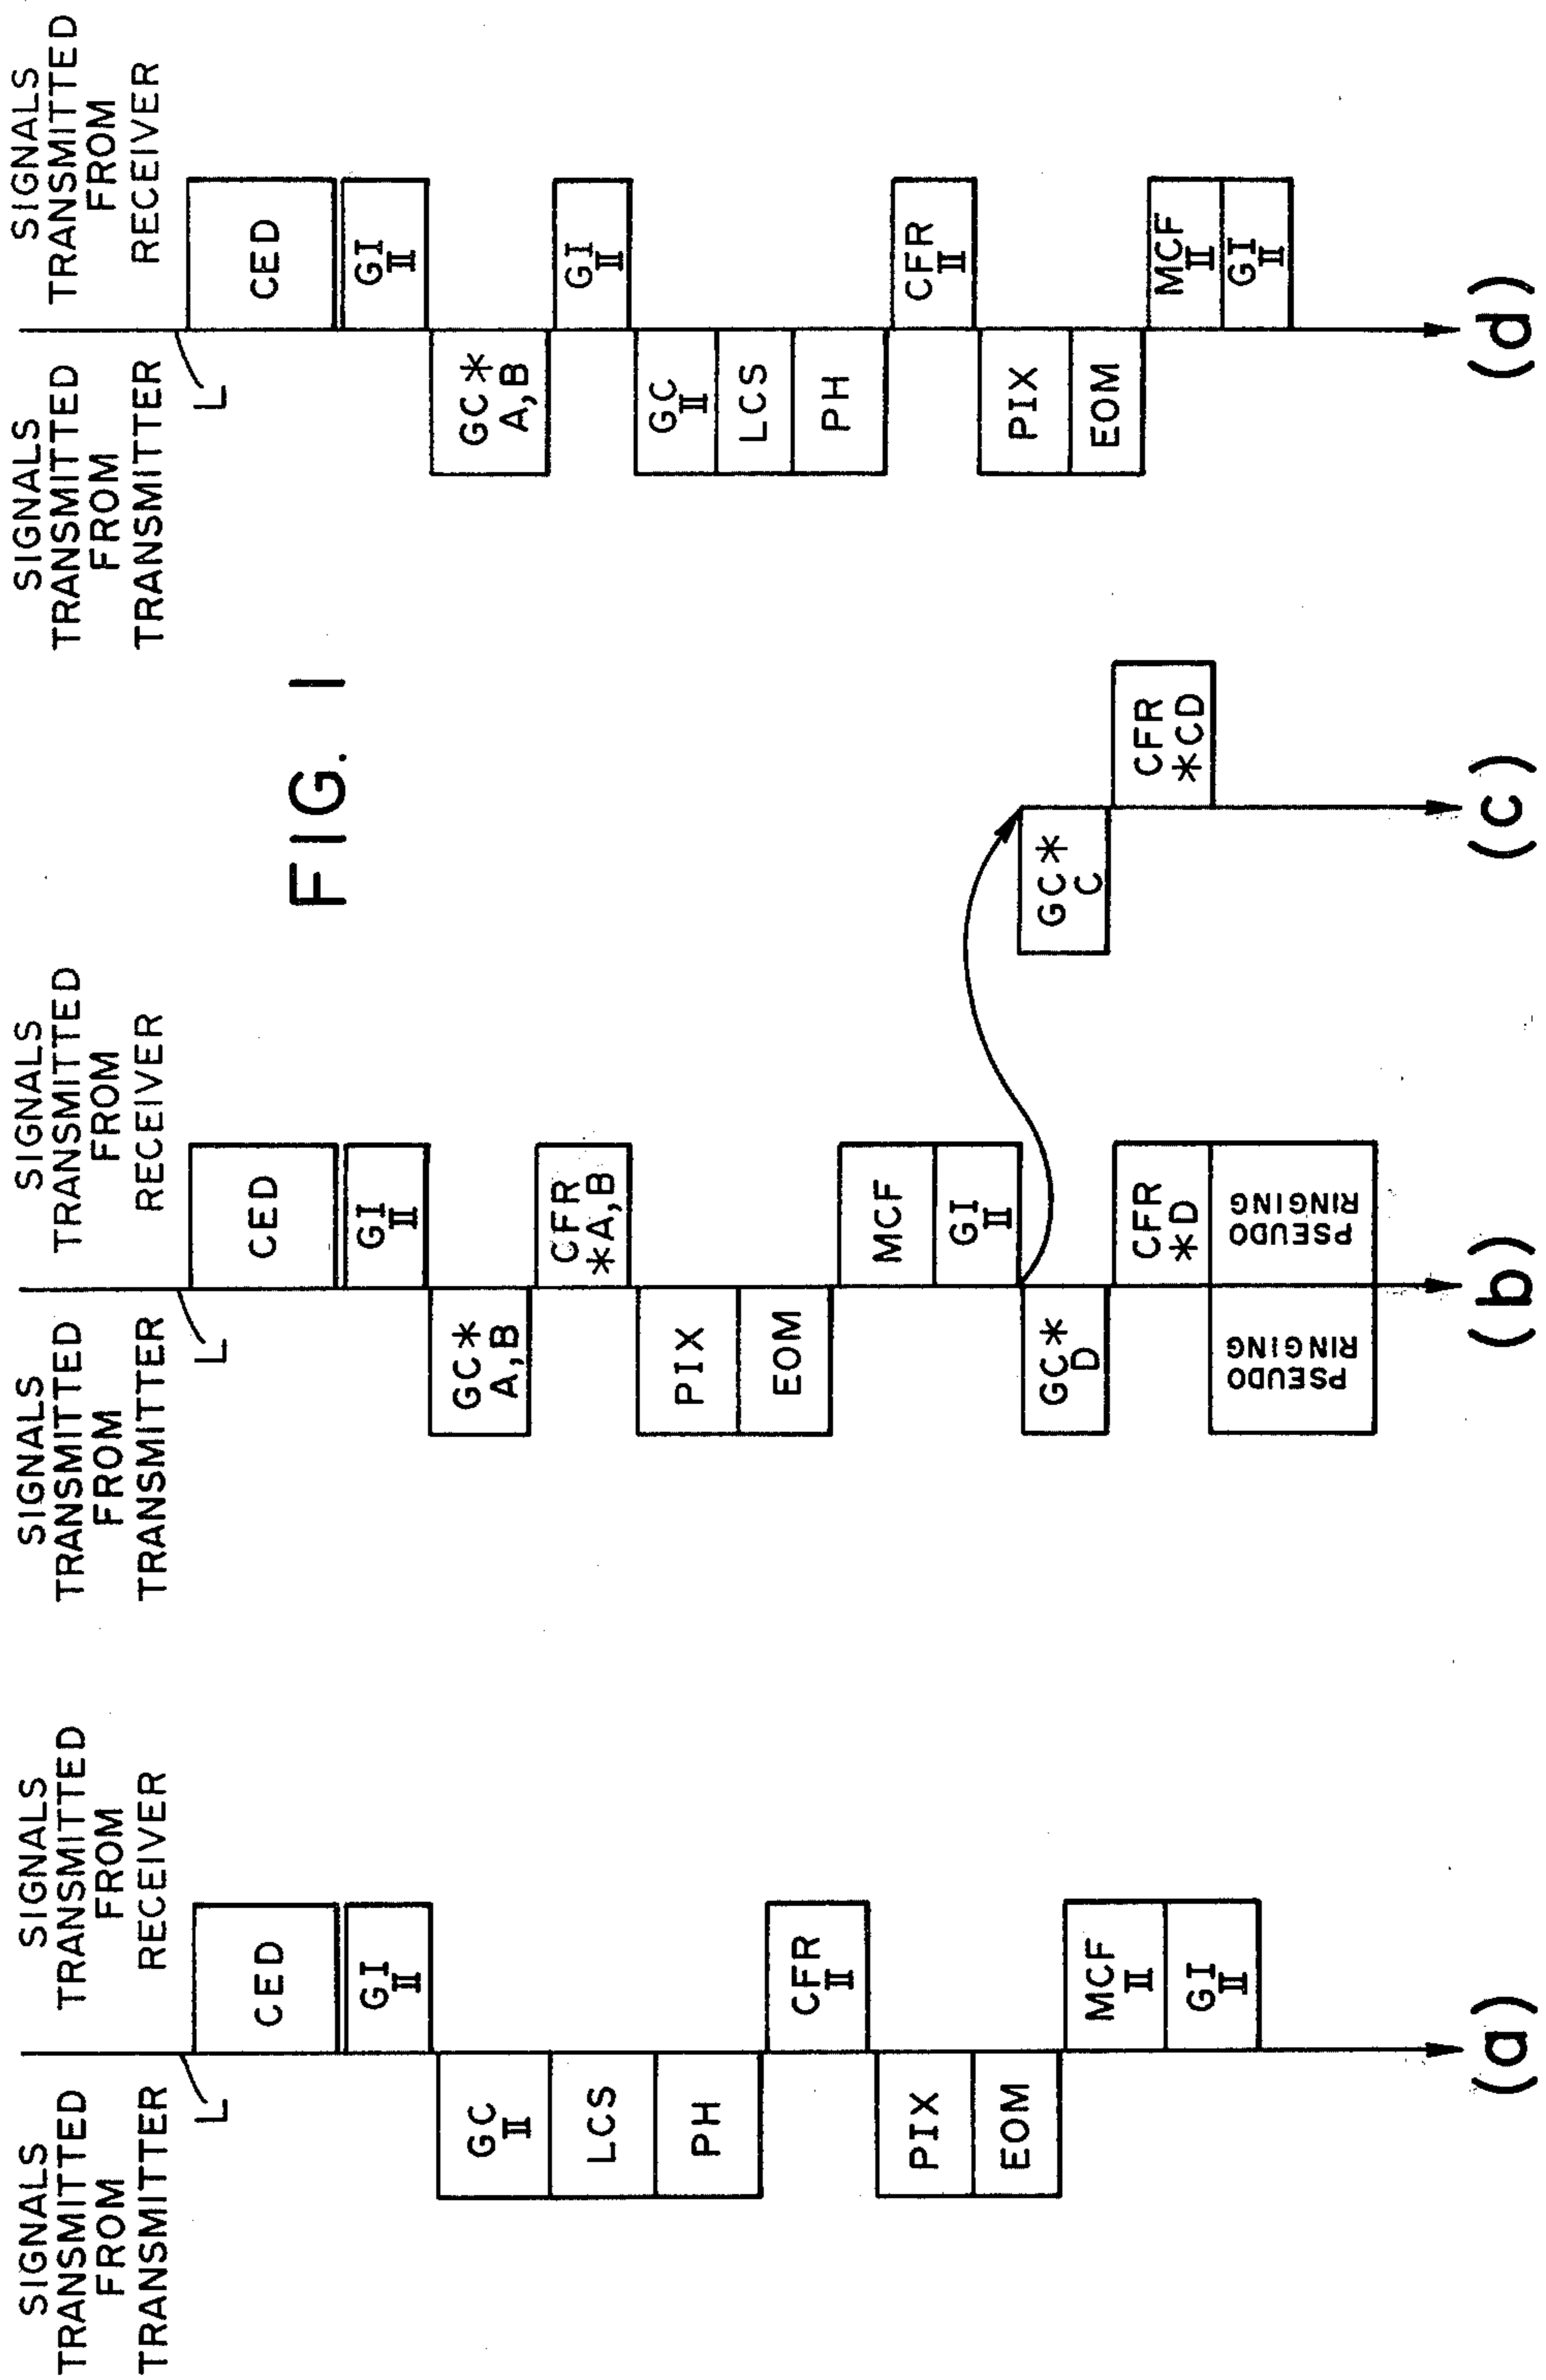 FIG. 1
SIGNALS
TRANSMITTED
FROM
TRANSMITTER
SIGNALS
TRANSMITTED
FROM
RECEIVER
L
CED
GI
II
GC
II
LCS
PH
CFR
II
PIX
EOM
MCF
II
GI
II
(a)
SIGNALS
TRANSMITTED
FROM
TRANSMITTER
SIGNALS
TRANSMITTED
FROM
RECEIVER
L
CED
GI
II
GC*
A,B
CFR
*A,B
PIX
EOM
MCF
GI
II
GC*
D
CFR
*D
PSEUDO
RINGING
PSEUDO
RINGING
(b)
GC*
C
CFR
*CD
(c)
SIGNALS
TRANSMITTED
FROM
TRANSMITTER
SIGNALS
TRANSMITTED
FROM
RECEIVER
L
CED
GI
II
GC*
A,B
GI
II
GC
II
LCS
PH
CFR
II
PIX
EOM
MCF
II
GI
II
(d)